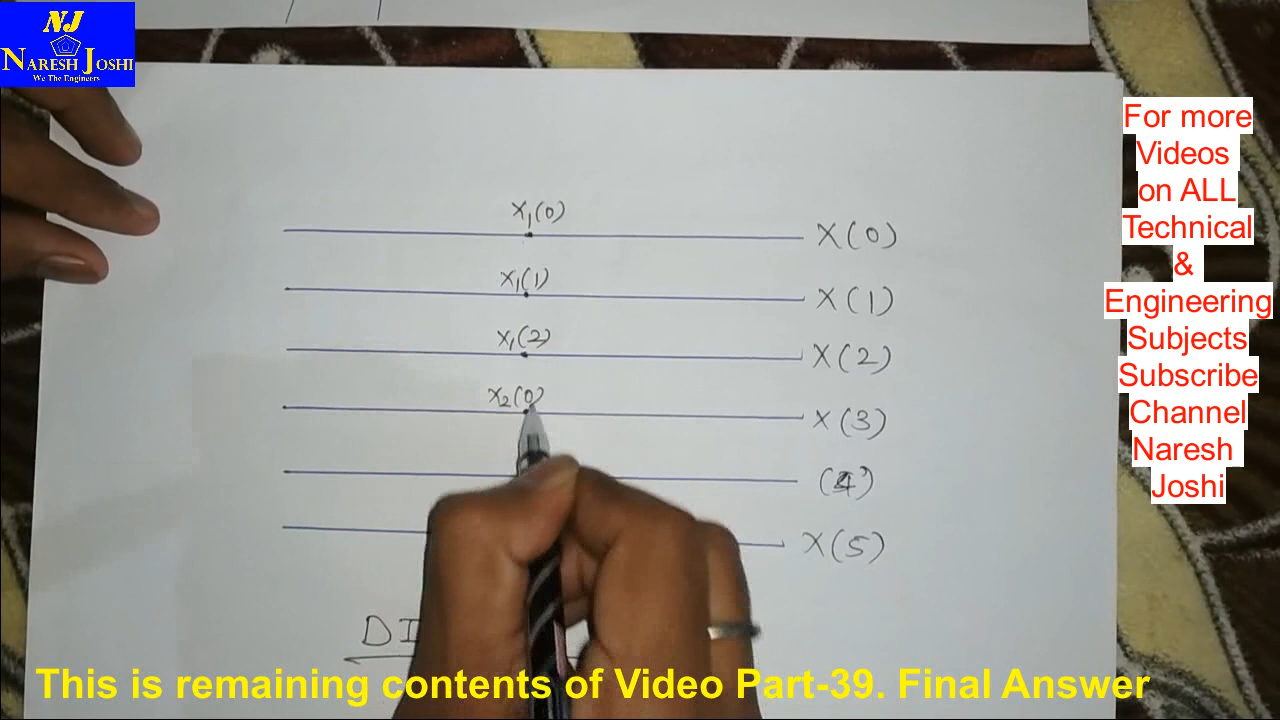 NJ
NARESH JOSHI
We The Engineers
For more
Videos
on ALL
Technical
&
Engineering
Subjects
Subscribe
Channel
Naresh
Joshi
x₁(0)
X(0)
x₁(1)
X(1)
x₁(2)
X(2)
x₂(0)
X(3)
(4)
X(5)
DI
This is remaining contents of Video Part-39. Final Answer